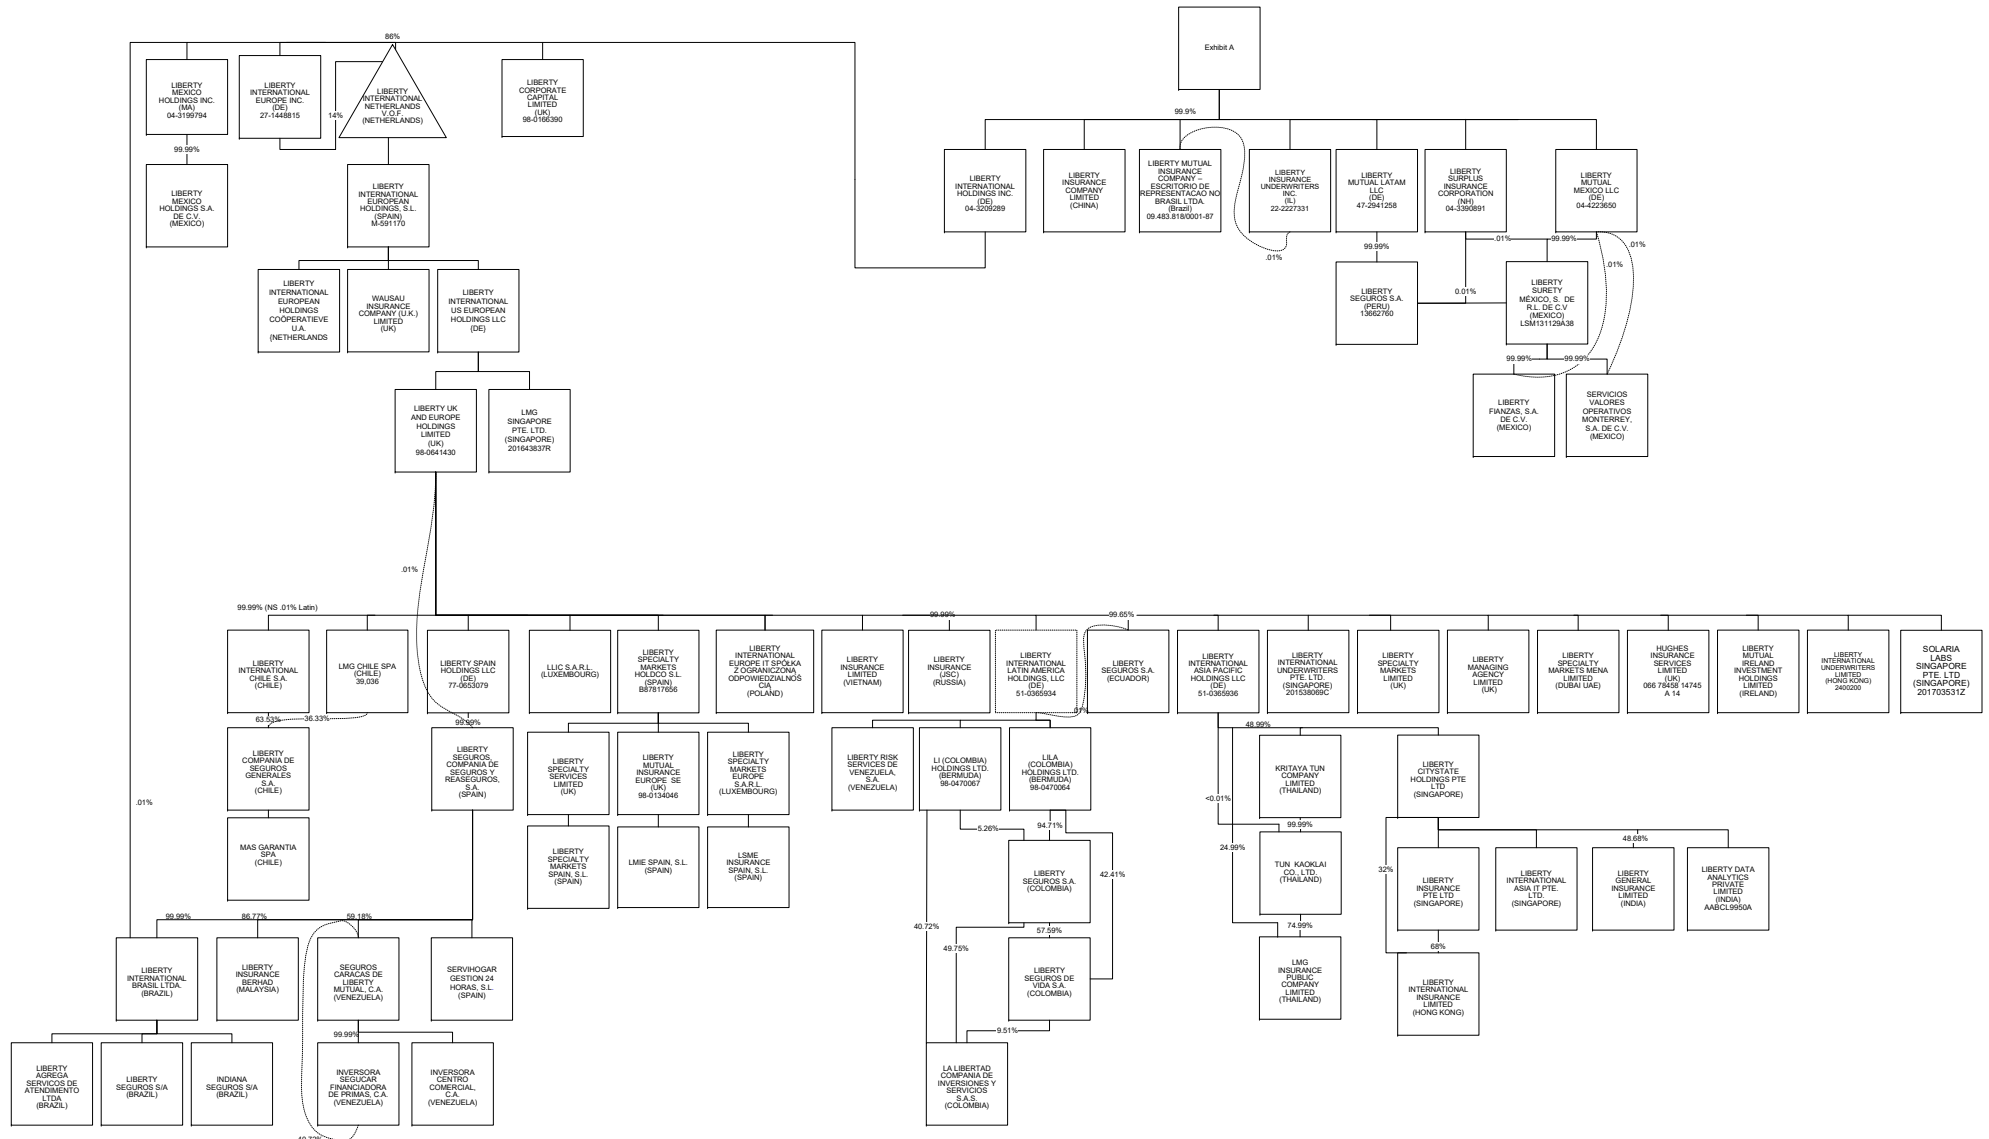 Exhibit A
86%
LIBERTY
MEXICO
HOLDINGS INC.
(MA)
04-3199794
LIBERTY
INTERNATIONAL
EUROPE INC.
(DE)
27-1448815
14%
LIBERTY
INTERNATIONAL
NETHERLANDS
V.O.F.
(NETHERLANDS)
LIBERTY
CORPORATE
CAPITAL
LIMITED
(UK)
98-0166390
99.9%
99.99%
LIBERTY
MEXICO
HOLDINGS S.A.
DE C.V.
(MEXICO)
LIBERTY
INTERNATIONAL
EUROPEAN
HOLDINGS, S.L.
(SPAIN)
M-591170
LIBERTY
INTERNATIONAL
HOLDINGS INC.
(DE)
04-3209289
LIBERTY
INSURANCE
COMPANY
LIMITED
(CHINA)
LIBERTY MUTUAL
INSURANCE
COMPANY –
ESCRITORIO DE
REPRESENTACAO NO
BRASIL LTDA.
(Brazil)
09.483.818/0001-87
LIBERTY
INSURANCE
UNDERWRITERS
INC.
(IL)
22-2227331
LIBERTY
MUTUAL LATAM
LLC
(DE)
47-2941258
LIBERTY
SURPLUS
INSURANCE
CORPORATION
(NH)
04-3390891
LIBERTY
MUTUAL
MEXICO LLC
(DE)
04-4223650
.01%
99.99%
.01%
99.99%
.01%
.01%
LIBERTY
INTERNATIONAL
EUROPEAN
HOLDINGS
COÖPERATIEVE
U.A.
(NETHERLANDS
WAUSAU
INSURANCE
COMPANY (U.K.)
LIMITED
(UK)
LIBERTY
INTERNATIONAL
US EUROPEAN
HOLDINGS LLC
(DE)
LIBERTY
SEGUROS S.A.
(PERU)
13662760
0.01%
LIBERTY
SURETY
MÉXICO, S. DE
R.L. DE C.V
(MEXICO)
LSM131129A38
99.99%
99.99%
LIBERTY
FIANZAS, S.A.
DE C.V.
(MEXICO)
SERVICIOS
VALORES
OPERATIVOS
MONTERREY,
S.A. DE C.V.
(MEXICO)
LIBERTY UK
AND EUROPE
HOLDINGS
LIMITED
(UK)
98-0641430
LMG
SINGAPORE
PTE. LTD.
(SINGAPORE)
201643837R
.01%
99.99% (NS .01% Latin)
99.99%
99.65%
LIBERTY
INTERNATIONAL
CHILE S.A.
(CHILE)
LMG CHILE SPA
(CHILE)
39,036
LIBERTY SPAIN
HOLDINGS LLC
(DE)
77-0653079
LLIC S.A.R.L.
(LUXEMBOURG)
LIBERTY
SPECIALTY
MARKETS
HOLDCO S.L.
(SPAIN)
B87817656
LIBERTY
INTERNATIONAL
EUROPE IT SPÓŁKA
Z OGRANICZONĄ
ODPOWIEDZIALNOŚ
CIĄ
(POLAND)
LIBERTY
INSURANCE
LIMITED
(VIETNAM)
LIBERTY
INSURANCE
(JSC)
(RUSSIA)
LIBERTY
INTERNATIONAL
LATIN AMERICA
HOLDINGS, LLC
(DE)
51-0365934
LIBERTY
SEGUROS S.A.
(ECUADOR)
LIBERTY
INTERNATIONAL
ASIA PACIFIC
HOLDINGS LLC
(DE)
51-0365936
LIBERTY
INTERNATIONAL
UNDERWRITERS
PTE. LTD.
(SINGAPORE)
201538069C
LIBERTY
SPECIALTY
MARKETS
LIMITED
(UK)
LIBERTY
MANAGING
AGENCY
LIMITED
(UK)
LIBERTY
SPECIALTY
MARKETS MENA
LIMITED
(DUBAI UAE)
HUGHES
INSURANCE
SERVICES
LIMITED
(UK)
066 78458 14745
A 14
LIBERTY
MUTUAL
IRELAND
INVESTMENT
HOLDINGS
LIMITED
(IRELAND)
LIBERTY
INTERNATIONAL
UNDERWRITERS
LIMITED
(HONG KONG)
2400200
SOLARIA
LABS
SINGAPORE
PTE. LTD
(SINGAPORE)
201703531Z
63.53%
36.33%
99.99%
.01%
48.99%
LIBERTY
COMPANIA DE
SEGUROS
GENERALES
S.A.
(CHILE)
LIBERTY
SEGUROS,
COMPANIA DE
SEGUROS Y
REASEGUROS,
S.A.
(SPAIN)
LIBERTY
SPECIALTY
SERVICES
LIMITED
(UK)
LIBERTY
MUTUAL
INSURANCE
EUROPE SE
(UK)
98-0134046
LIBERTY
SPECIALTY
MARKETS
EUROPE
S.A.R.L.
(LUXEMBOURG)
LIBERTY RISK
SERVICES DE
VENEZUELA,
S.A.
(VENEZUELA)
LI (COLOMBIA)
HOLDINGS LTD.
(BERMUDA)
98-0470067
LILA
(COLOMBIA)
HOLDINGS LTD.
(BERMUDA)
98-0470064
KRITAYA TUN
COMPANY
LIMITED
(THAILAND)
LIBERTY
CITYSTATE
HOLDINGS PTE
LTD
(SINGAPORE)
.01%
<0.01%
5.26%
94.71%
99.99%
24.99%
48.68%
32%
42.41%
MAS GARANTIA
SPA
(CHILE)
LIBERTY
SPECIALTY
MARKETS
SPAIN, S.L.
(SPAIN)
LMIE SPAIN, S.L.
(SPAIN)
LSME
INSURANCE
SPAIN, S.L.
(SPAIN)
LIBERTY
SEGUROS S.A.
(COLOMBIA)
TUN KAOKLAI
CO., LTD.
(THAILAND)
LIBERTY
INSURANCE
PTE LTD
(SINGAPORE)
LIBERTY
INTERNATIONAL
ASIA IT PTE.
LTD.
(SINGAPORE)
LIBERTY
GENERAL
INSURANCE
LIMITED
(INDIA)
LIBERTY DATA
ANALYTICS
PRIVATE
LIMITED
(INDIA)
AABCL9950A
99.99%
86.77%
59.18%
40.72%
49.75%
57.59%
74.99%
68%
LIBERTY
INTERNATIONAL
BRASIL LTDA.
(BRAZIL)
LIBERTY
INSURANCE
BERHAD
(MALAYSIA)
SEGUROS
CARACAS DE
LIBERTY
MUTUAL, C.A.
(VENEZUELA)
SERVIHOGAR
GESTION 24
HORAS, S.L.
(SPAIN)
LIBERTY
SEGUROS DE
VIDA S.A.
(COLOMBIA)
LMG
INSURANCE
PUBLIC
COMPANY
LIMITED
(THAILAND)
LIBERTY
INTERNATIONAL
INSURANCE
LIMITED
(HONG KONG)
99.99%
9.51%
LIBERTY
AGREGA
SERVICOS DE
ATENDIMENTO
LTDA
(BRAZIL)
LIBERTY
SEGUROS S/A
(BRAZIL)
INDIANA
SEGUROS S/A
(BRAZIL)
INVERSORA
SEGUCAR
FINANCIADORA
DE PRIMAS, C.A.
(VENEZUELA)
INVERSORA
CENTRO
COMERCIAL,
C.A.
(VENEZUELA)
LA LIBERTAD
COMPANIA DE
INVERSIONES Y
SERVICIOS
S.A.S.
(COLOMBIA)